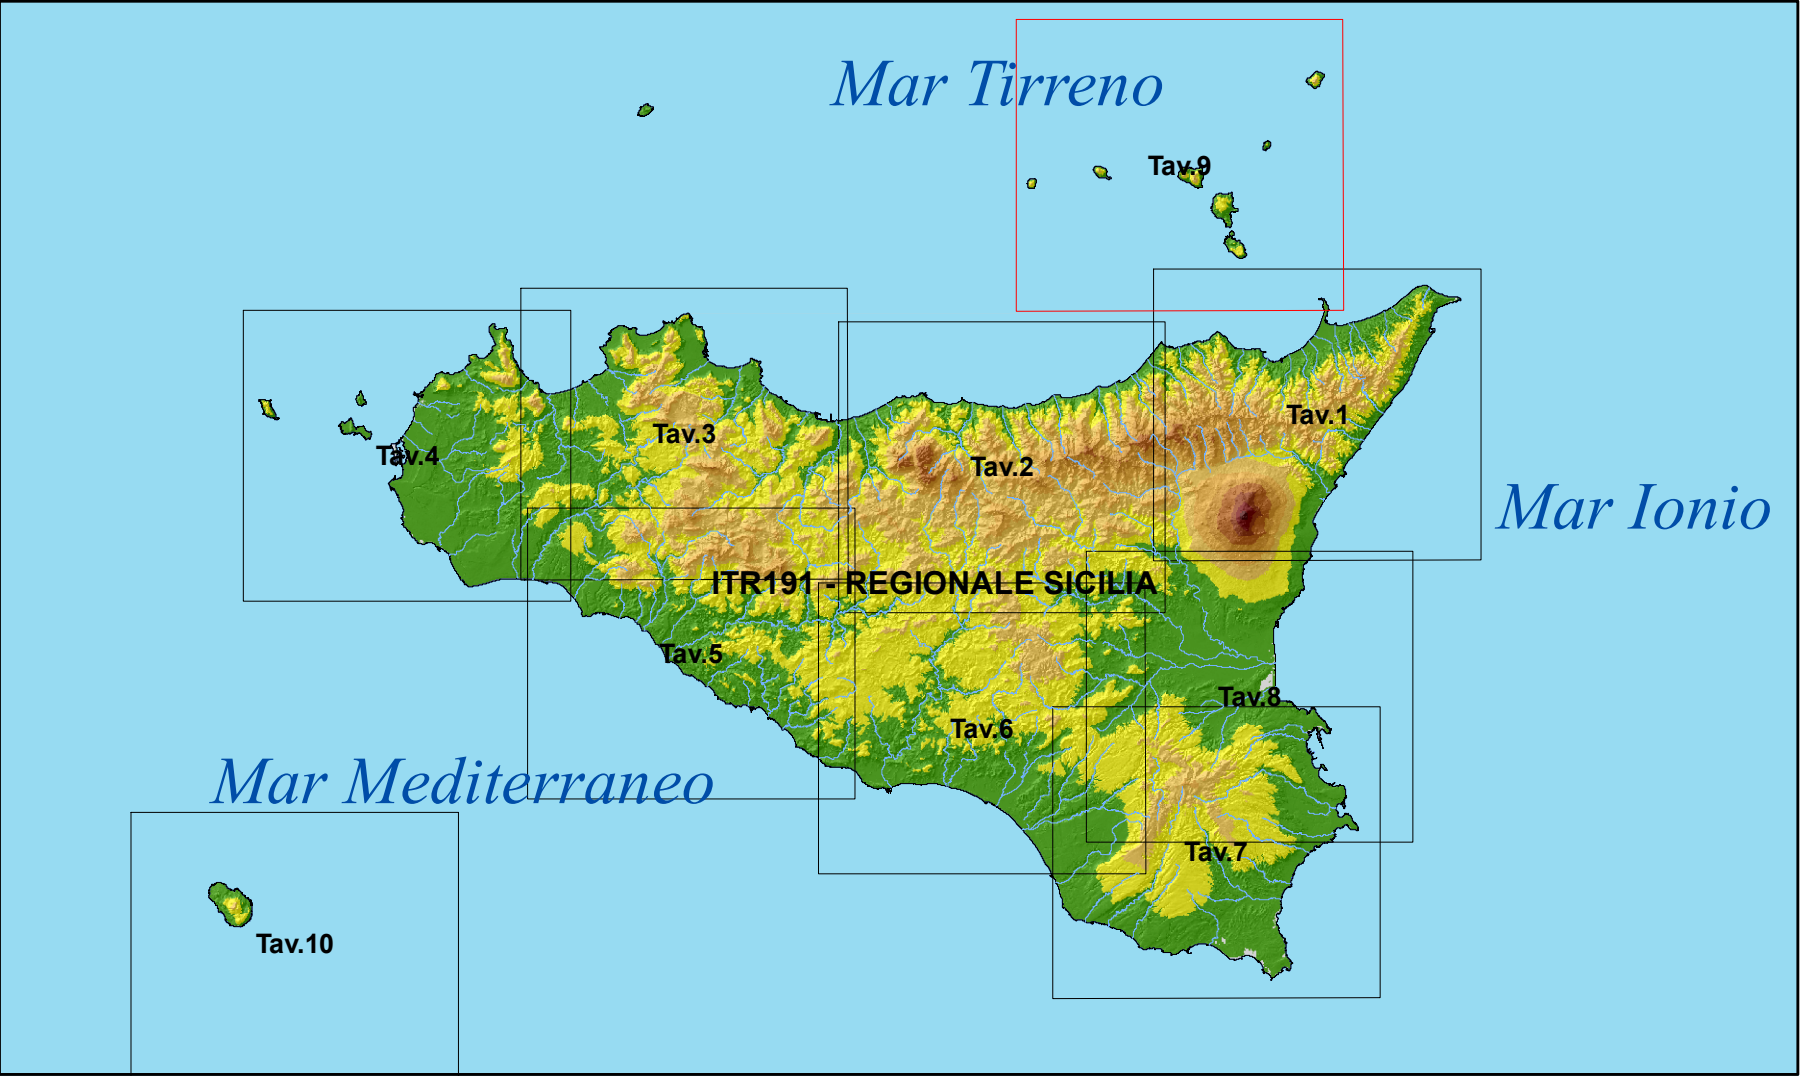 Mar Tirreno
Tav.9
Tav.1
Tav.3
Tav.4
Tav.2
Mar Ionio
ITR191 - REGIONALE SICILIA
Tav.5
Tav.8
Tav.6
Mar Mediterraneo
Tav.7
Tav.10